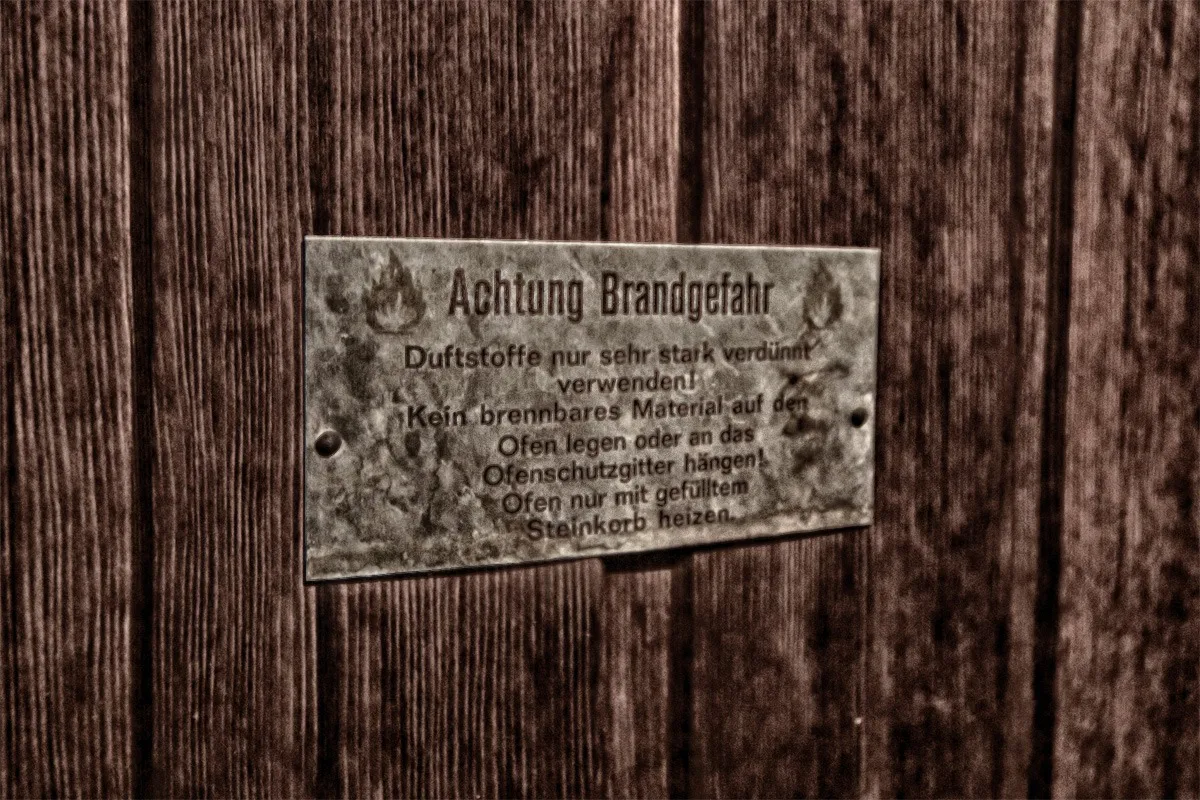 Achtung Brandgefahr
Duftstoffe nur sehr stark verdünnt
verwenden!
Kein brennbares Material auf den
Ofen legen oder an das
Ofenschutzgitter hängen!
Ofen nur mit gefülltem
Steinkorb heizen.